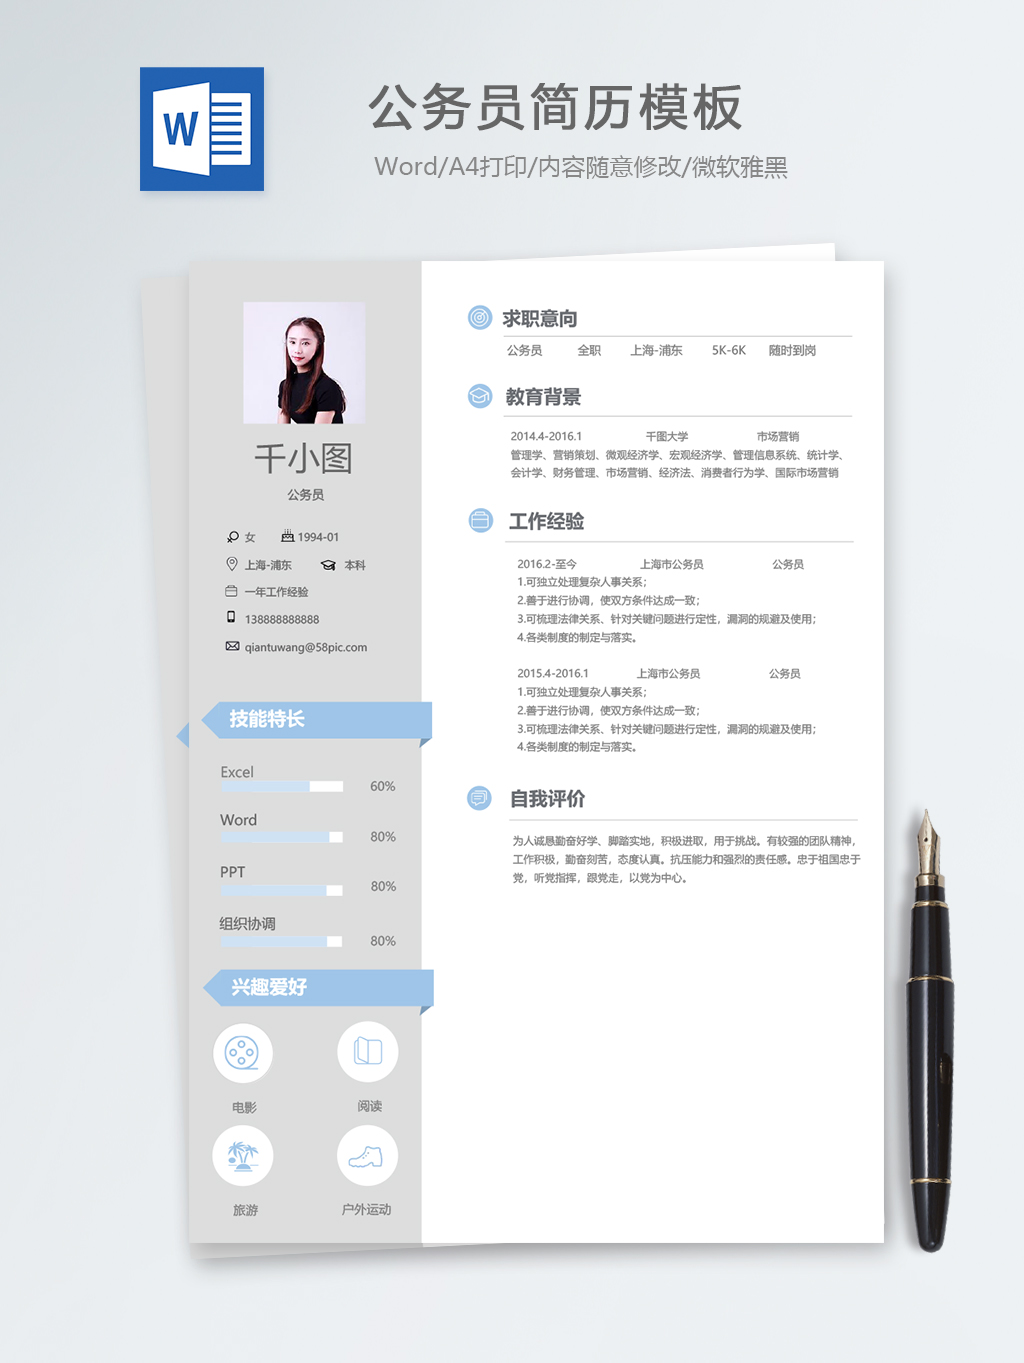 W
公务员简历模板
Word/A4打印/内容随意修改/微软雅黑
千小图
公务员
女 1994-01
上海-浦东 本科
一年工作经验
138888888888
qiantuwang@58pic.com
技能特长
Excel
60%
Word
80%
PPT
80%
组织协调
80%
兴趣爱好
电影 阅读
旅游 户外运动
求职意向
公务员 全职 上海-浦东 5K-6K 随时到岗
教育背景
2014.4-2016.1 千图大学 市场营销
管理学、营销策划、微观经济学、宏观经济学、管理信息系统、统计学、
会计学、财务管理、市场营销、经济法、消费者行为学、国际市场营销
工作经验
2016.2-至今 上海市公务员 公务员
1.可独立处理复杂人事关系；
2.善于进行协调，使双方条件达成一致；
3.可梳理法律关系、针对关键问题进行定性，漏洞的规避及使用；
4.各类制度的制定与落实。
2015.4-2016.1 上海市公务员 公务员
1.可独立处理复杂人事关系；
2.善于进行协调，使双方条件达成一致；
3.可梳理法律关系、针对关键问题进行定性，漏洞的规避及使用；
4.各类制度的制定与落实。
自我评价
为人诚恳勤奋好学、脚踏实地，积极进取，用于挑战。有较强的团队精神，
工作积极，勤奋刻苦，态度认真。抗压能力和强烈的责任感。忠于祖国忠于
党，听党指挥，跟党走，以党为中心。